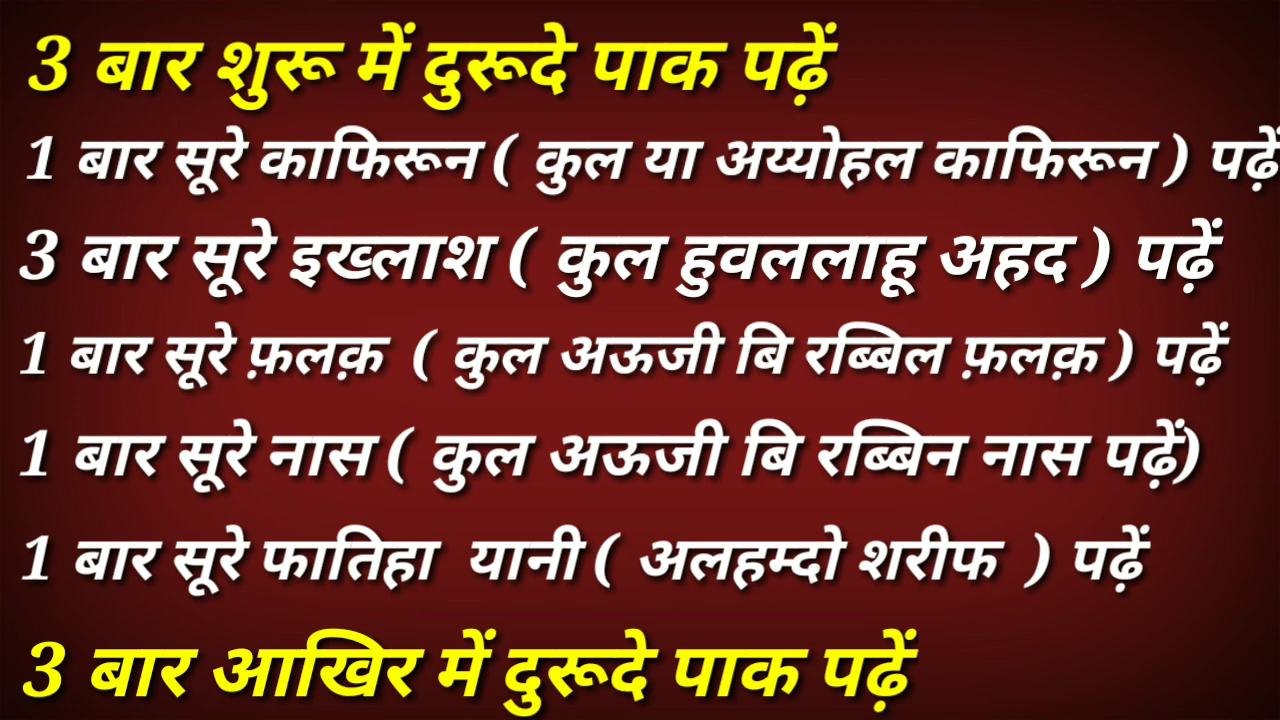 3 बार शुरू में दुरूदे पाक पढ़ें
1 बार सूरे काफिरून ( कुल या अय्योहल काफिरून ) पढ़ें
3 बार सूरे इख्लाश ( कुल हुवललाहू अहद ) पढ़ें
1 बार सूरे फ़लक़ ( कुल अऊजी बि रब्बिल फ़लक़ ) पढ़ें
1 बार सूरे नास ( कुल अऊजी बि रब्बिन नास पढ़ें)
1 बार सूरे फातिहा यानी ( अलहम्दो शरीफ ) पढ़ें
3 बार आखिर में दुरूदे पाक पढ़ें